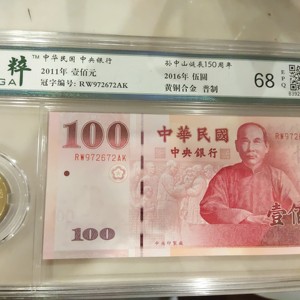 粹™
GA
中华民国 中央银行
2011年 壹佰元
冠字编号: RW972672AK
孙中山诞辰150周年
2016年 伍圆
黄铜合金 普制
68 EPQ
100
中華民國
RW972672AK
中央銀行
RW972672AK
100
壹佰